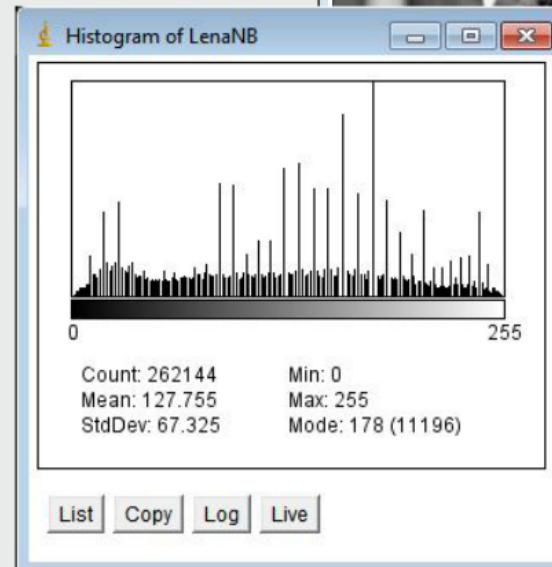 Histogram of LenaNB
0 255
Count: 262144 Min: 0
Mean: 127.755 Max: 255
StdDev: 67.325 Mode: 178 (11196)
List Copy Log Live